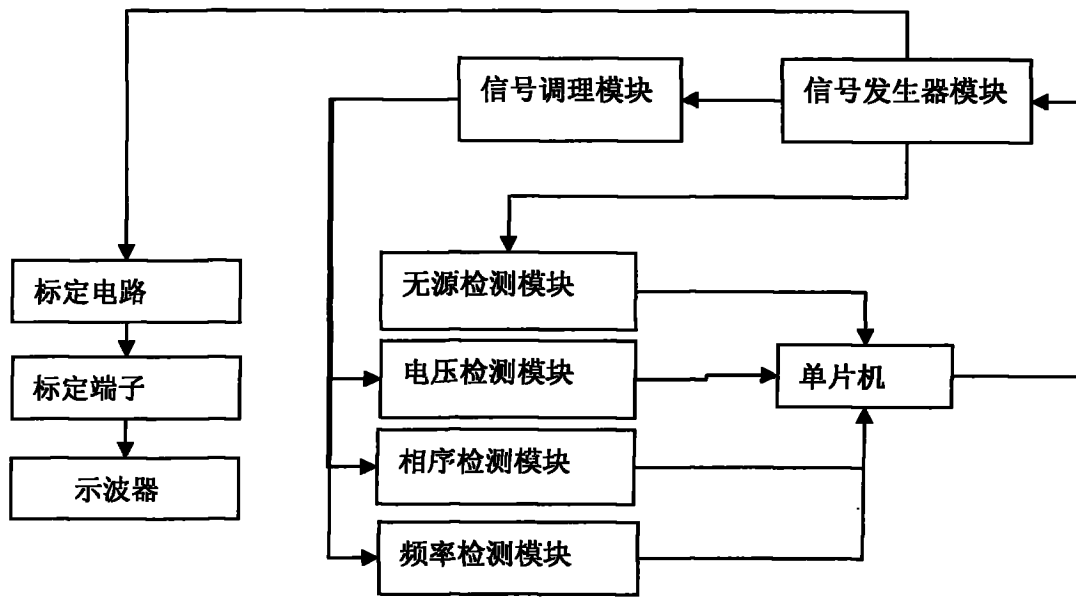 信号调理模块
信号发生器模块
标定电路
标定端子
示波器
无源检测模块
电压检测模块
相序检测模块
频率检测模块
单片机